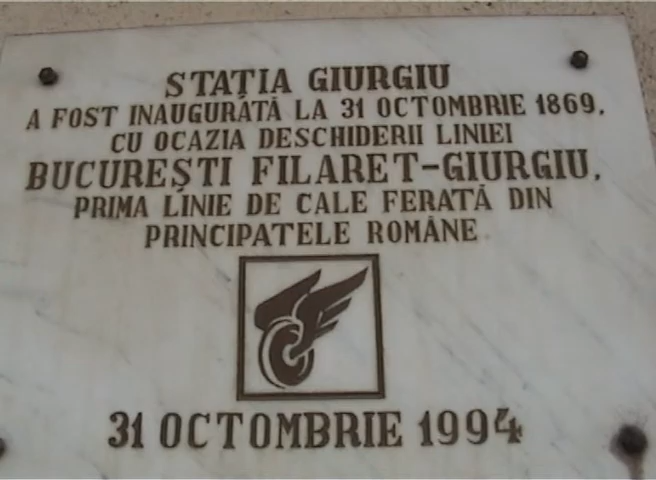 STAȚIA GIURGIU
A FOST INAUGURATĂ LA 31 OCTOMBRIE 1869,
CU OCAZIA DESCHIDERII LINIEI
BUCUREȘTI FILARET-GIURGIU,
PRIMA LINIE DE CALE FERATĂ DIN
PRINCIPATELE ROMÂNE
31 OCTOMBRIE 1994